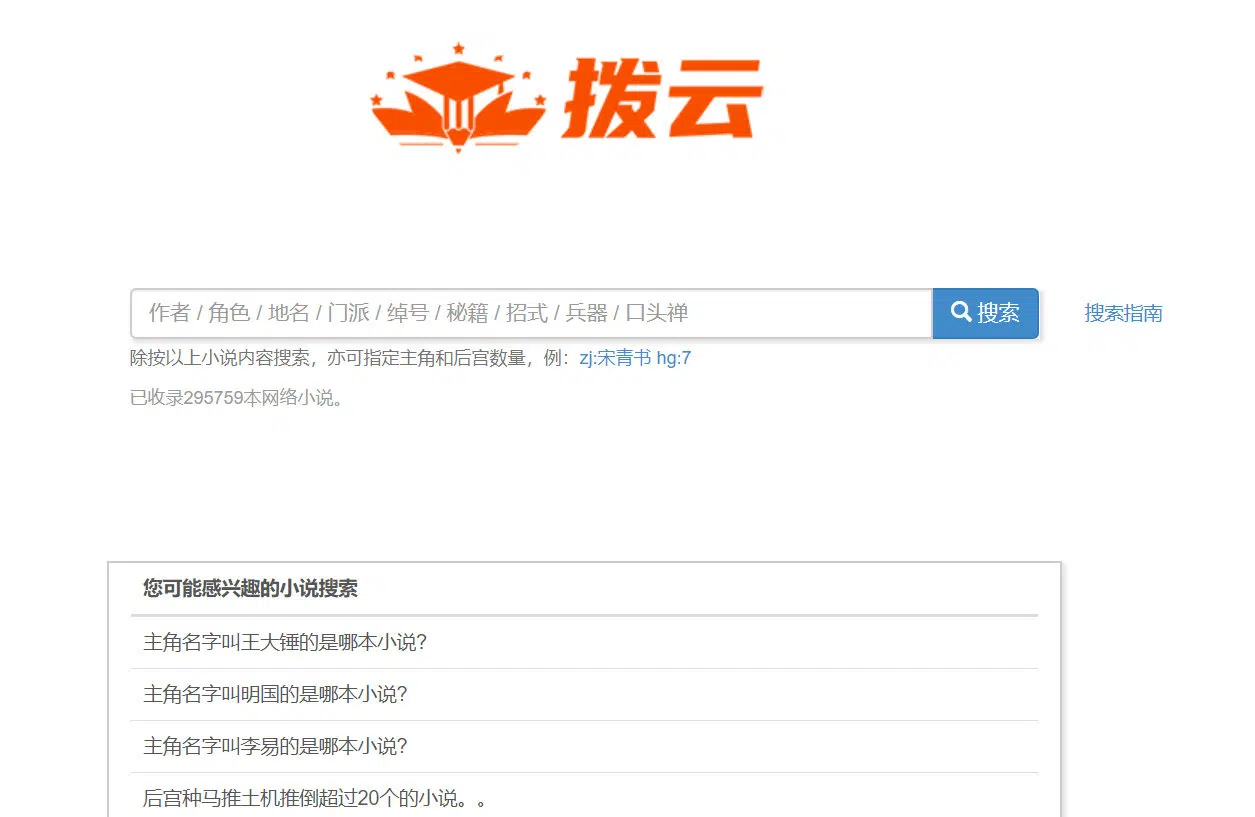 拨云
作者 / 角色 / 地名 / 门派 / 绰号 / 秘籍 / 招式 / 兵器 / 口头禅
搜索
搜索指南
除按以上小说内容搜索，亦可指定主角和后宫数量，例：zj:宋青书 hg:7
已收录295759本网络小说。
您可能感兴趣的小说搜索
主角名字叫王大锤的是哪本小说?
主角名字叫明国的是哪本小说?
主角名字叫李易的是哪本小说?
后宫种马推土机推倒超过20个的小说。。